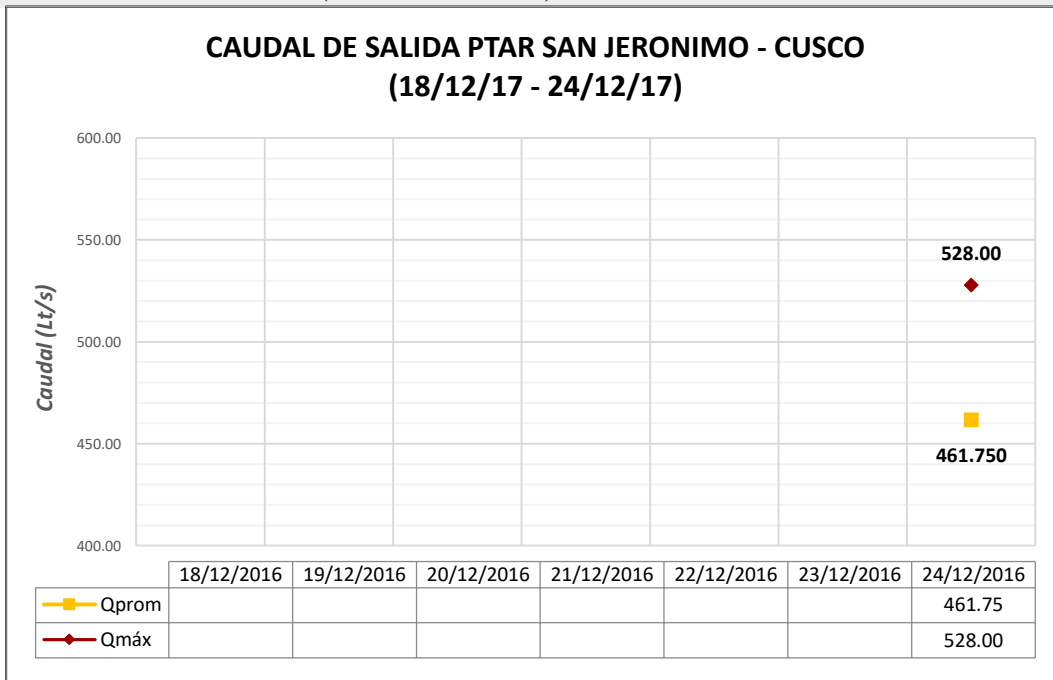 CAUDAL DE SALIDA PTAR SAN JERONIMO - CUSCO
(18/12/17 - 24/12/17)
600.00
550.00
500.00
450.00
400.00
Caudal (Lt/s)
528.00
461.750
18/12/2016 19/12/2016 20/12/2016 21/12/2016 22/12/2016 23/12/2016 24/12/2016
Qprom 461.75
Qmáx 528.00